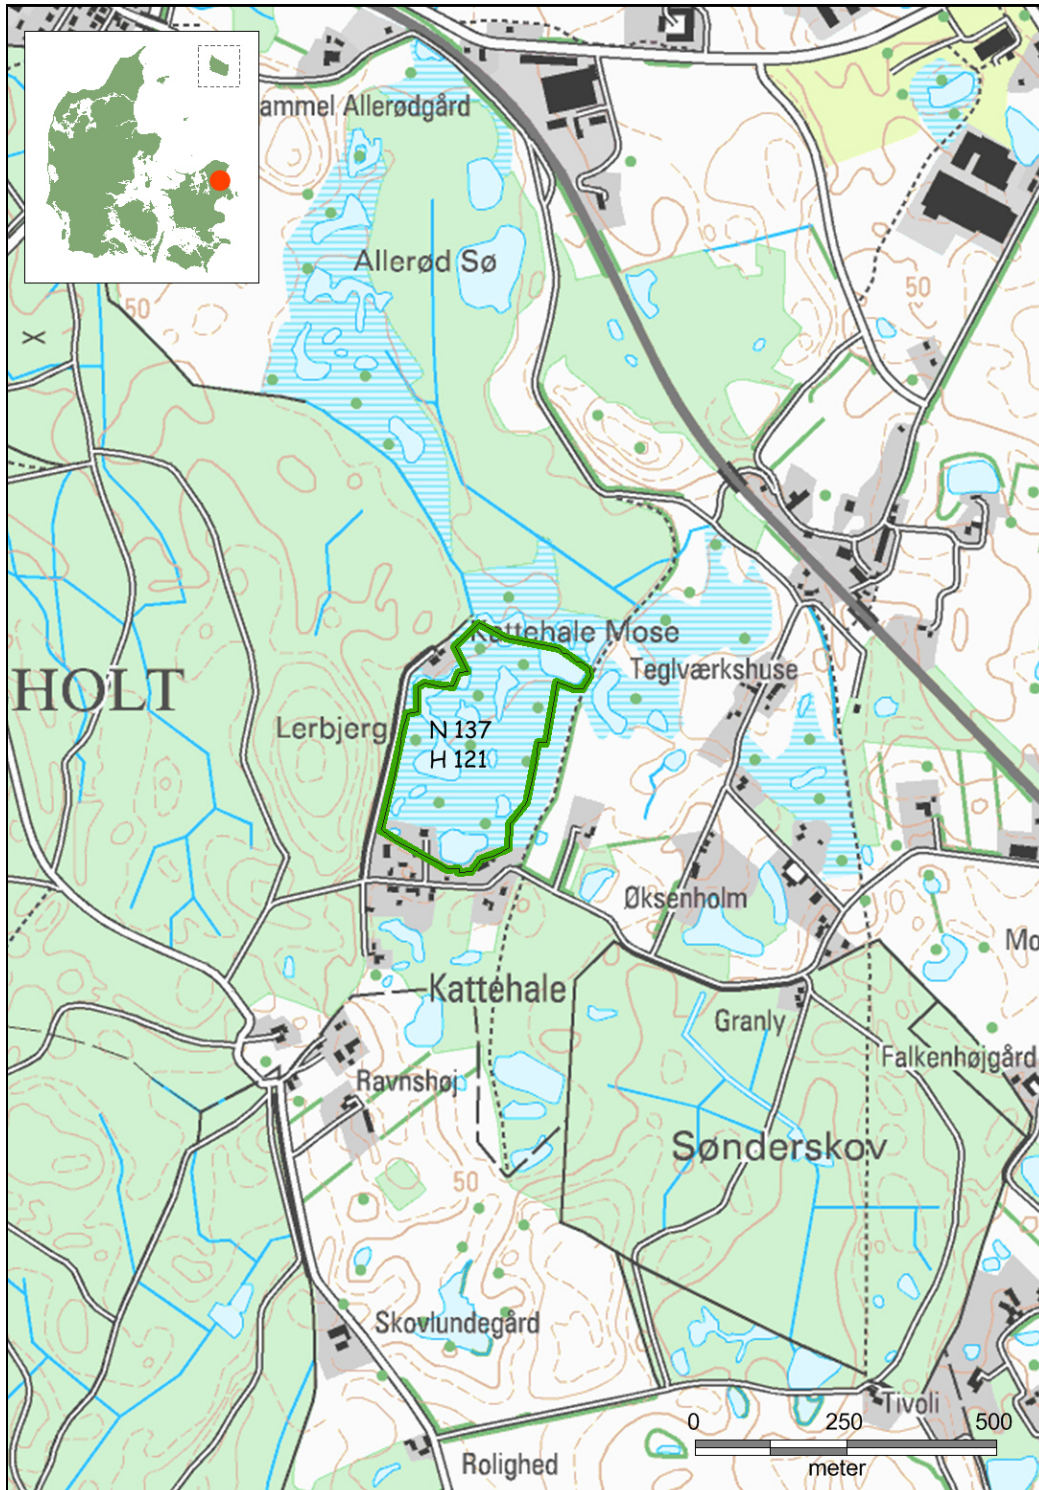 ammel Allerødgård
Allerød Sø
50
50
Kattehale Mose
Teglværkshuse
HOLT
Lerbjerg
N 137
H 121
Øksenholm
Mo
Kattehale
Granly
Falkenhøjgård
Ravnshøj
Sønderskov
50
Skovlundegård
Tivoli
0 250 500
meter
Rolighed